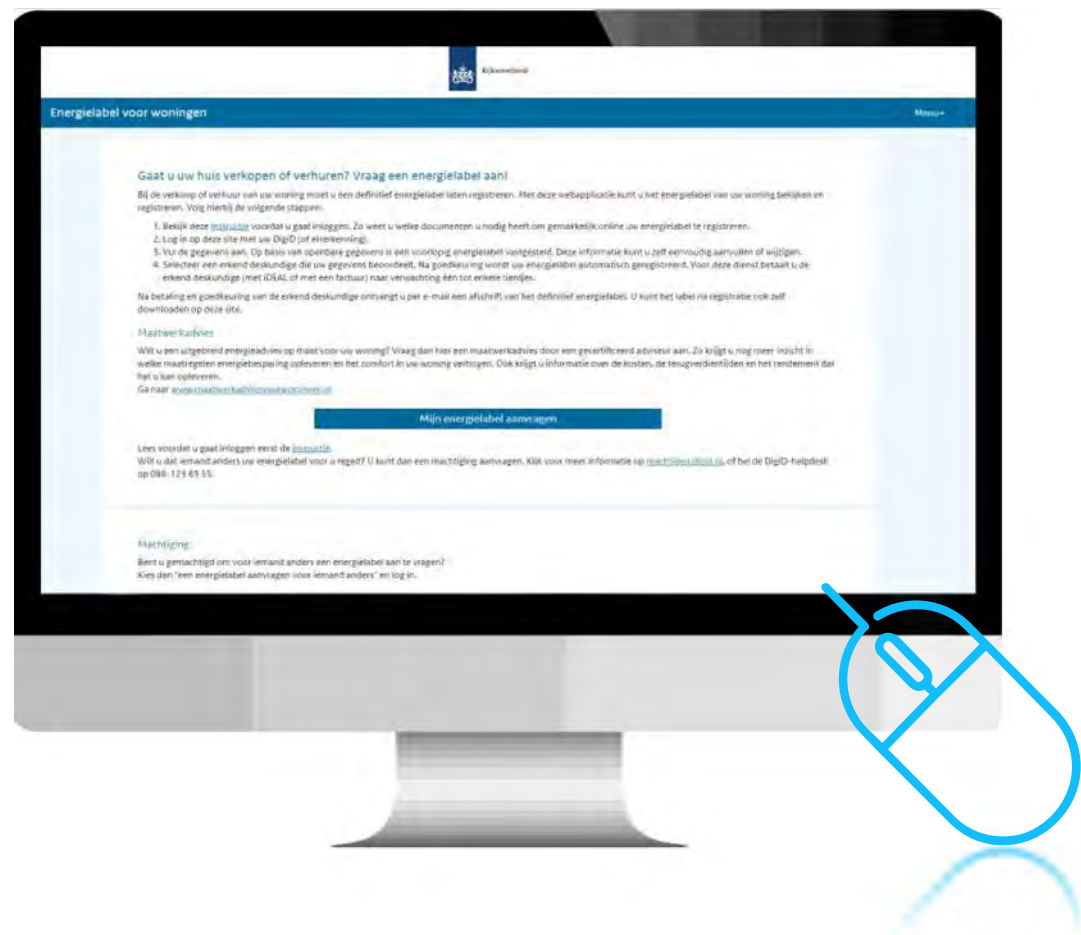 Rijksoverheid
Energielabel voor woningen
Menu
Gaat u uw huis verkopen of verhuren? Vraag een energielabel aan!
Bij de verkoop of verhuur van uw woning moet u een definitief energielabel laten registreren. Met deze webapplicatie kunt u het energielabel van uw woning bekijken en
registreren. Volg hierbij de volgende stappen:
1. Bekijk deze instructie voordat u gaat inloggen. Zo weet u welke documenten u nodig heeft om gemakkelijk online uw energielabel te registreren.
2. Log in op deze site met uw DigiD (of eHerkenning).
3. Vul de gegevens aan. Op basis van openbare gegevens is een voorlopig energielabel vastgesteld. Deze informatie kunt u zelf eenvoudig aanvullen of wijzigen.
4. Selecteer een erkend deskundige die uw gegevens beoordeelt. Na goedkeuring wordt uw energielabel automatisch geregistreerd. Voor deze dienst betaalt u de
erkend deskundige (met iDEAL of met een factuur) naar verwachting één tot enkele tientjes.
Na betaling en goedkeuring van de erkend deskundige ontvangt u per e-mail een afschrift van het definitief energielabel. U kunt het label na registratie ook zelf
downloaden op deze site.
Maatwerkadvies
Wilt u een uitgebreid energieadvies op maat voor uw woning? Vraag dan hier een maatwerkadvies door een gecertificeerd adviseur aan. Zo krijgt u nog meer inzicht in
welke maatregelen energiebesparing opleveren en het comfort in uw woning verhogen. Ook krijgt u informatie over de kosten, de terugverdientijden en het rendement dat
het u kan opleveren.
Ga naar
Mijn energielabel aanvragen
Lees voordat u gaat inloggen eerst de instructie.
Wilt u dat iemand anders uw energielabel voor u regelt? U kunt dan een machtiging aanvragen. Kijk voor meer informatie op machtigen.digid.nl, of bel de DigiD-helpdesk
op 088-123 65 55.
Machtiging
Bent u gemachtigd om voor iemand anders een energielabel aan te vragen?
Kies dan "een energielabel aanvragen voor iemand anders" en log in.